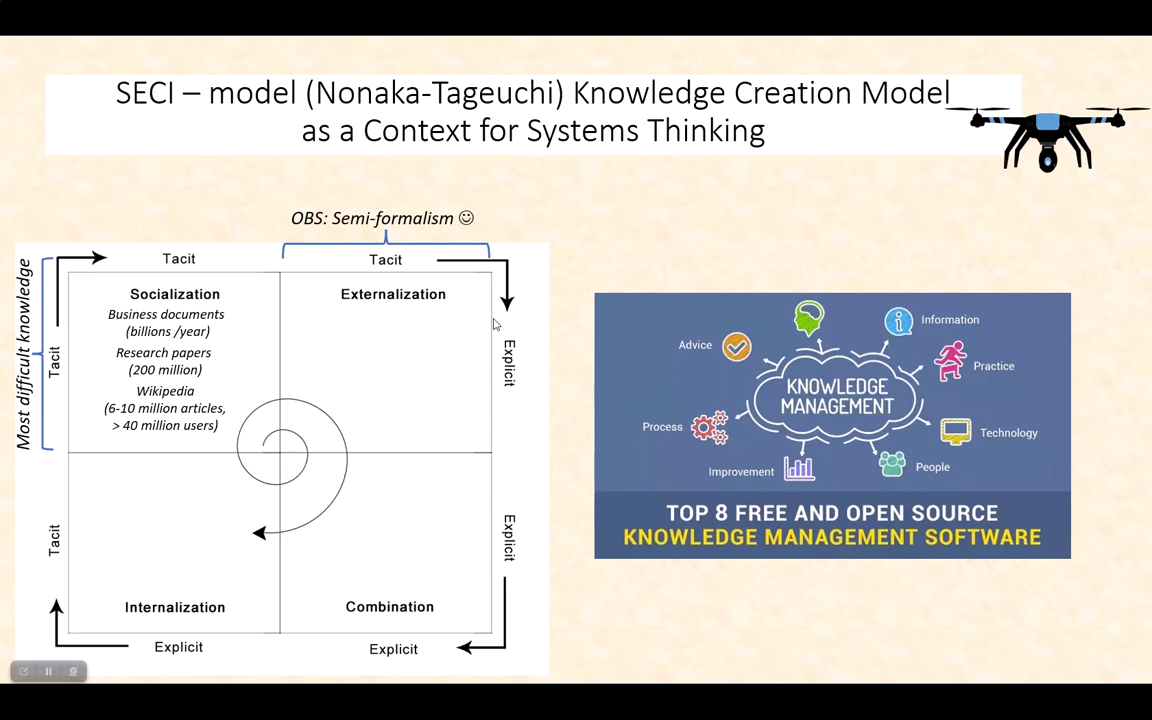 SECI – model (Nonaka-Tageuchi) Knowledge Creation Model
as a Context for Systems Thinking
OBS: Semi-formalism ☺
Most difficult knowledge
Tacit
Tacit
Tacit
Socialization
Business documents
(billions /year)
Research papers
(200 million)
Wikipedia
(6-10 million articles,
> 40 million users)
Externalization
Explicit
Tacit
Internalization
Explicit
Combination
Explicit
Explicit
Information
Advice
Practice
KNOWLEDGE
MANAGEMENT
Process
Technology
Improvement
People
TOP 8 FREE AND OPEN SOURCE
KNOWLEDGE MANAGEMENT SOFTWARE